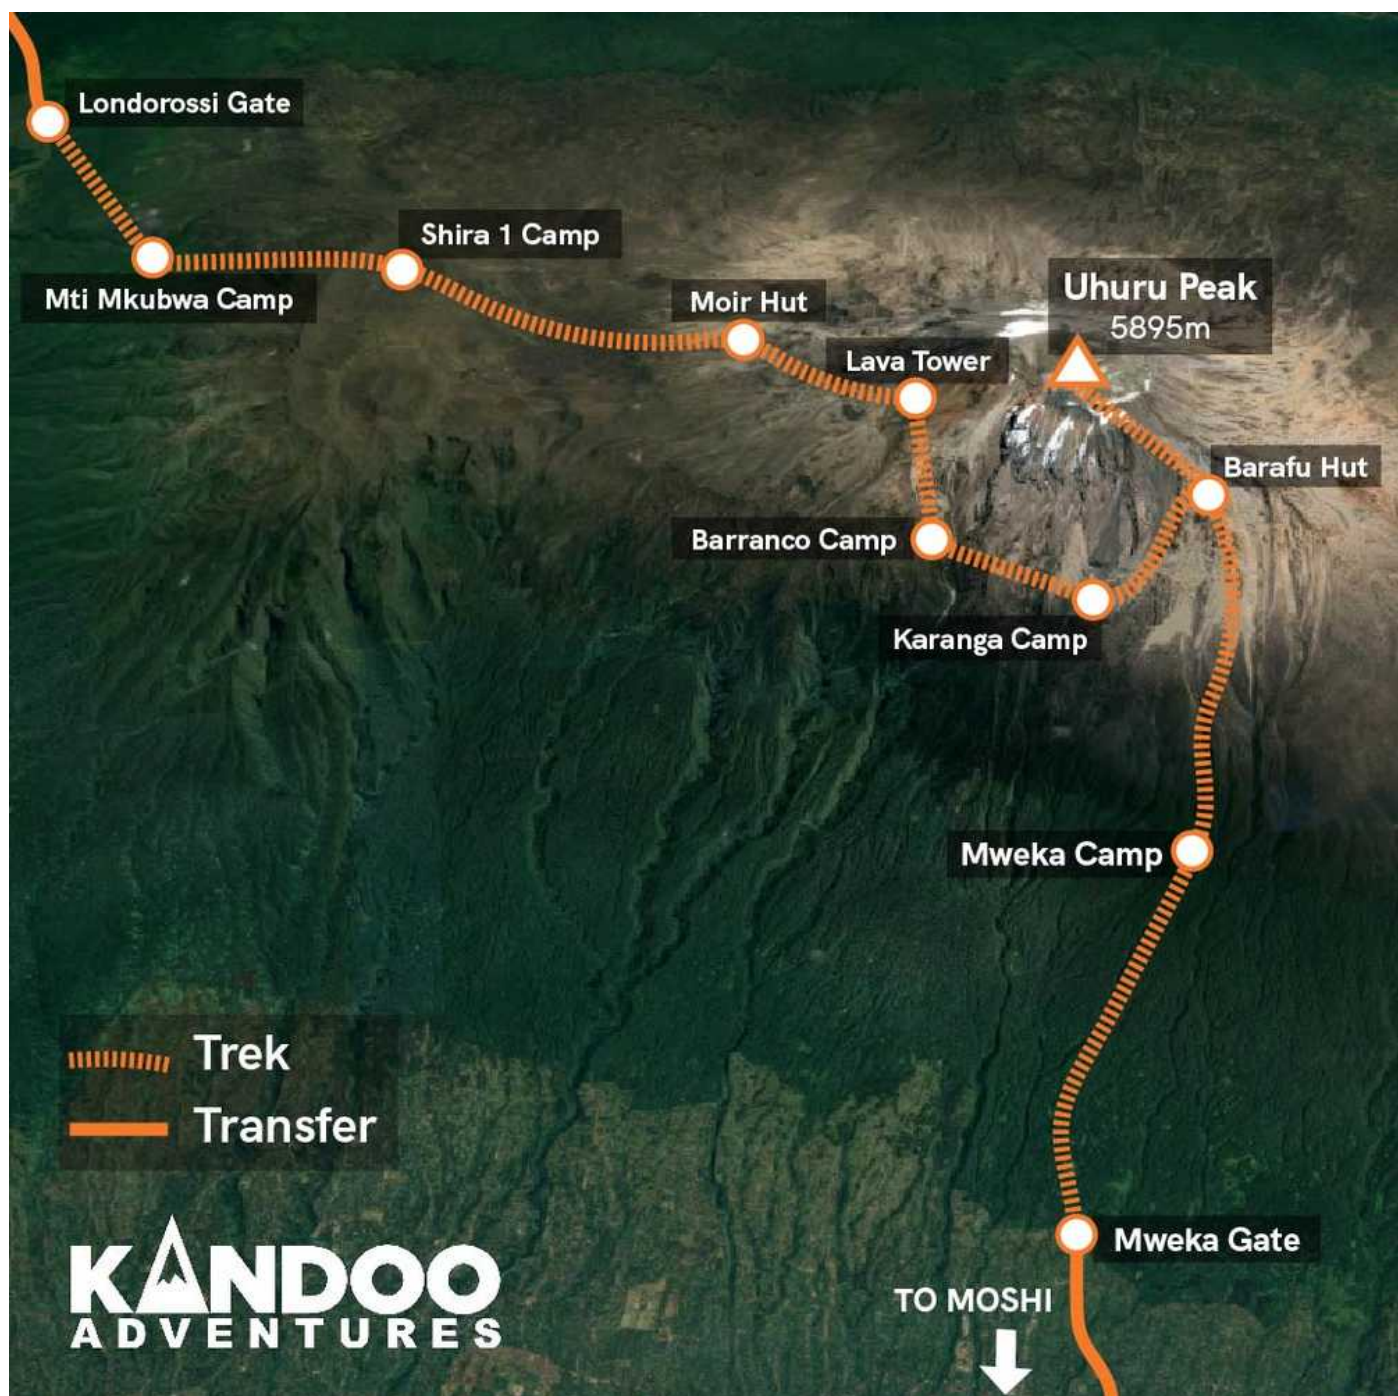 Londorossi Gate
Shira 1 Camp
Mti Mkubwa Camp
Moir Hut
Uhuru Peak
5895m
Lava Tower
Barafu Hut
Barranco Camp
Karanga Camp
Mweka Camp
Trek
Transfer
Mweka Gate
KANDOO
ADVENTURES
TO MOSHI